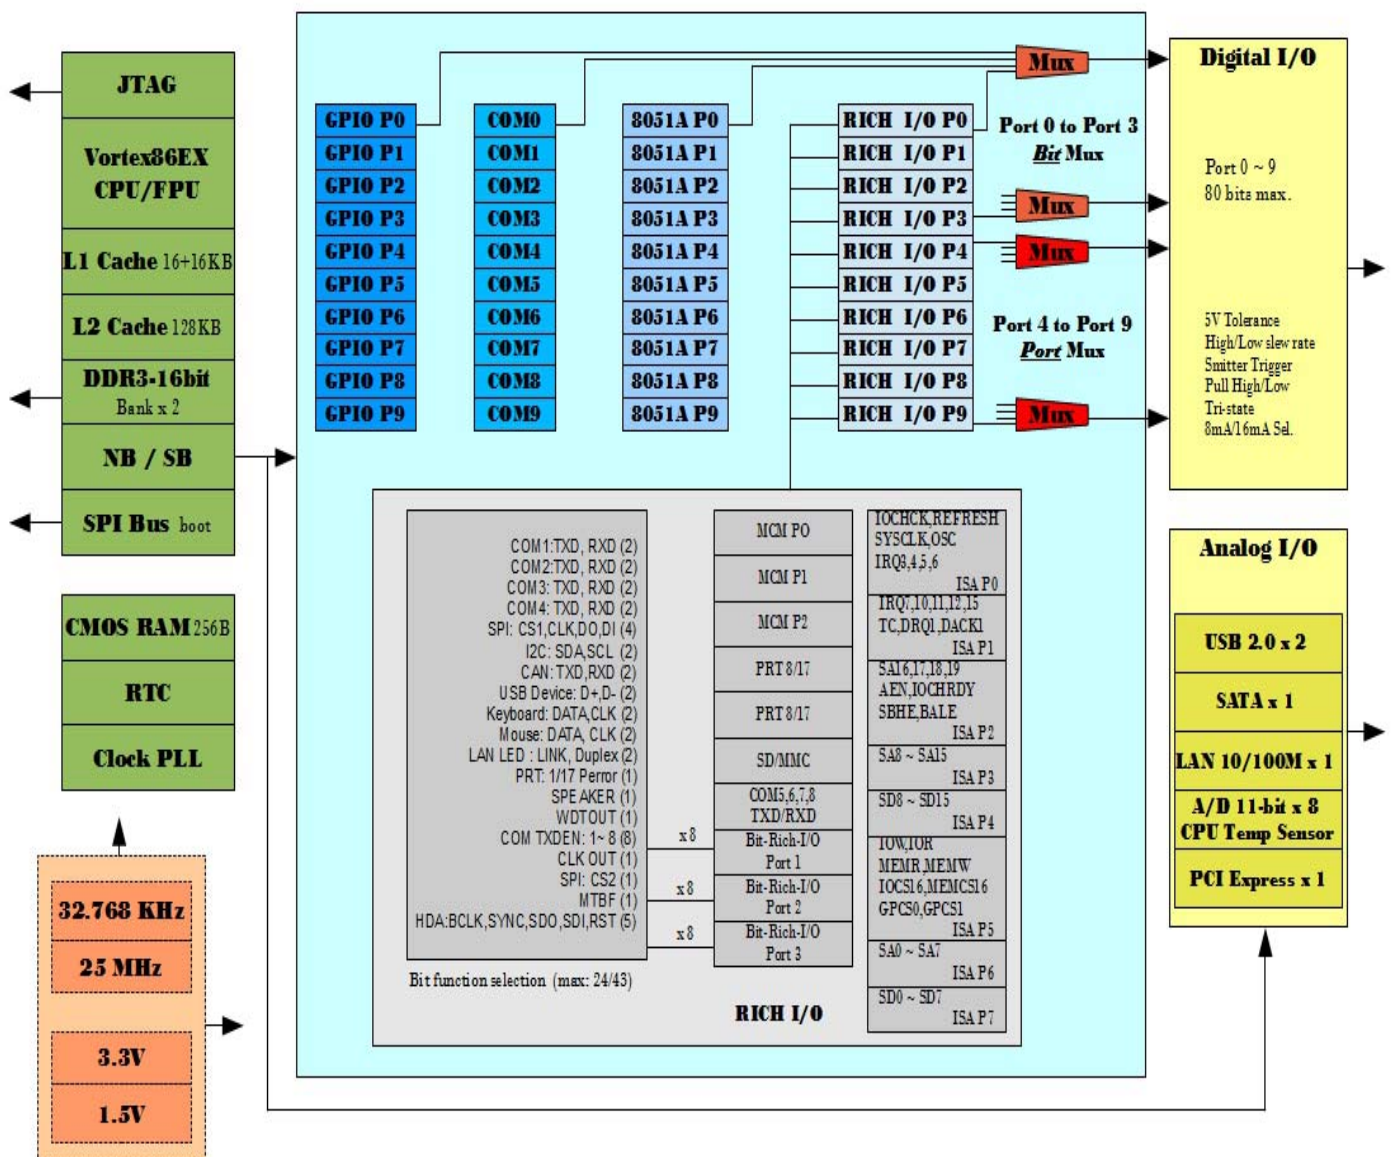 JTAG
Vortex86EX
CPU/FPU
L1 Cache 16+16KB
L2 Cache 128KB
DDR3-16bit
Bank x 2
NB / SB
SPI Bus boot
CMOS RAM 256B
RTC
Clock PLL
32.768 KHz
25 MHz
3.3V
1.5V
GPIO P0
GPIO P1
GPIO P2
GPIO P3
GPIO P4
GPIO P5
GPIO P6
GPIO P7
GPIO P8
GPIO P9
COM0
COM1
COM2
COM3
COM4
COM5
COM6
COM7
COM8
COM9
8051A P0
8051A P1
8051A P2
8051A P3
8051A P4
8051A P5
8051A P6
8051A P7
8051A P8
8051A P9
RICH I/O P0
RICH I/O P1
RICH I/O P2
RICH I/O P3
RICH I/O P4
RICH I/O P5
RICH I/O P6
RICH I/O P7
RICH I/O P8
RICH I/O P9
Mux
Port 0 to Port 3
Bit Mux
Mux
Mux
Port 4 to Port 9
Port Mux
Mux
COM1:TXD, RXD (2)
COM2:TXD, RXD (2)
COM3: TXD, RXD (2)
COM4: TXD, RXD (2)
SPI: CS1,CLK,DO,DI (4)
I2C: SDA,SCL (2)
CAN: TXD,RXD (2)
USB Device: D+,D- (2)
Keyboard: DATA,CLK (2)
Mouse: DATA, CLK (2)
LAN LED : LINK, Duplex (2)
PRT: 1/17 Perror (1)
SPEAKER (1)
WDTOUT (1)
COM TXDEN: 1~ 8 (8)
CLK OUT (1)
SPI: CS2 (1)
MTBF (1)
HDA:BCLK,SYNC,SDO,SDI,RST (5)
Bit function selection (max: 24/43)
x8
x8
x8
MCM PO
MCM P1
MCM P2
PRT 8/17
PRT 8/17
SD/MMC
COM5,6,7,8
TXD/RXD
Bit-Rich-I/O
Port 1
Bit-Rich-I/O
Port 2
Bit-Rich-I/O
Port 3
RICH I/O
IOCHCK,REFRESH
SYSCLK,OSC
IRQ3,4,5,6
ISA P0
IRQ7,10,11,12,15
TC,DRQ1,DACK1
ISA P1
SA16,17,18,19
AEN,IOCHRDY
SBHE,BALE
ISA P2
SA8 ~ SA15
ISA P3
SD8 ~ SD15
ISA P4
IOW,IOR
MEMR,MEMW
IOCS16,MEMCS16
GPCS0,GPCS1
ISA P5
SA0 ~ SA7
ISA P6
SD0 ~ SD7
ISA P7
Digital I/O
Port 0 ~ 9
80 bits max.
5V Tolerance
High/Low slew rate
Smitter Trigger
Pull High/Low
Tri-state
8mA/16mA Sel.
Analog I/O
USB 2.0 x 2
SATA x 1
LAN 10/100M x 1
A/D 11-bit x 8
CPU Temp Sensor
PCI Express x 1